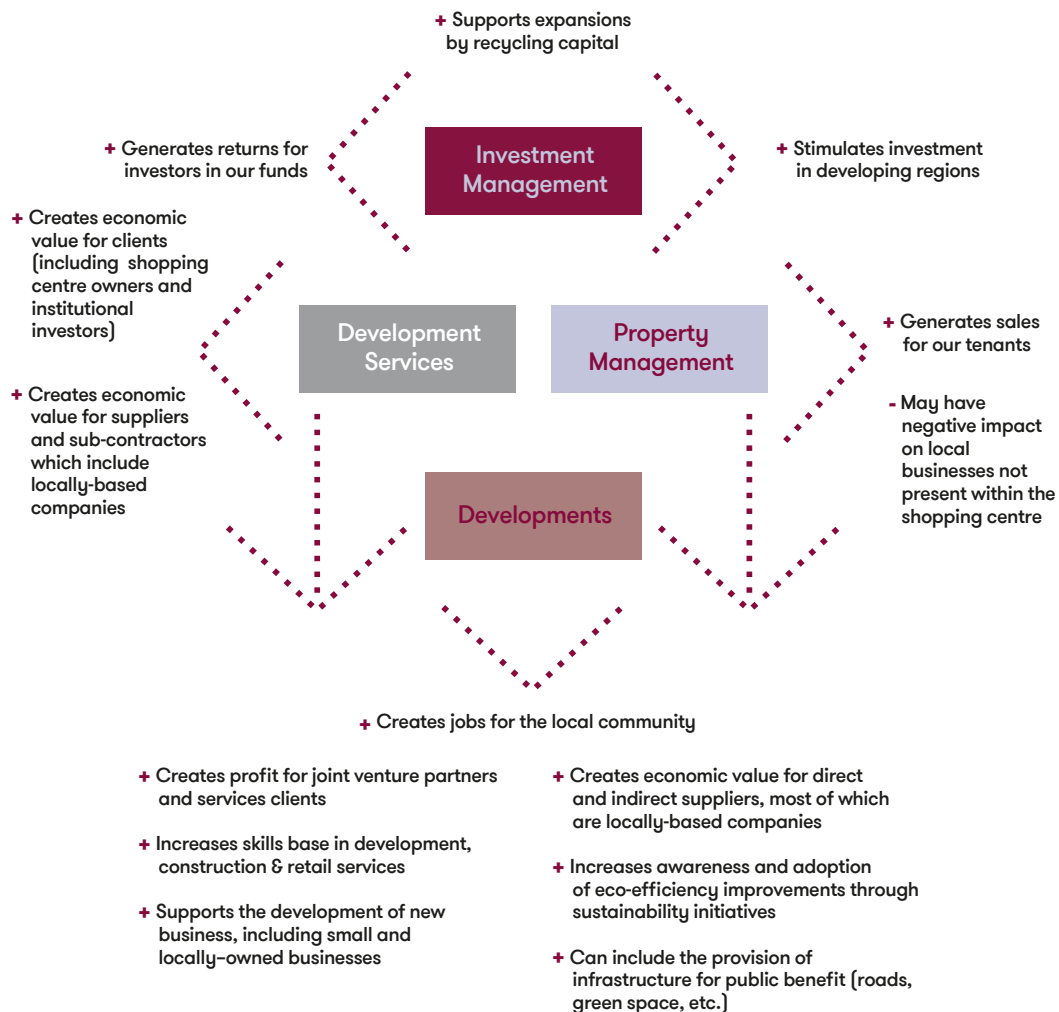 + Supports expansions
by recycling capital
+ Generates returns for
investors in our funds
Investment
Management
+ Stimulates investment
in developing regions
+ Creates economic
value for clients
(including shopping
centre owners and
institutional
investors)
Development
Services
Property
Management
+ Generates sales
for our tenants
+ Creates economic
value for suppliers
and sub-contractors
which include
locally-based
companies
- May have
negative impact
on local
businesses not
present within the
shopping centre
Developments
+ Creates jobs for the local community
+ Creates profit for joint venture partners
and services clients
+ Increases skills base in development,
construction & retail services
+ Supports the development of new
business, including small and
locally-owned businesses
+ Creates economic value for direct
and indirect suppliers, most of which
are locally-based companies
+ Increases awareness and adoption
of eco-efficiency improvements through
sustainability initiatives
+ Can include the provision of
infrastructure for public benefit (roads,
green space, etc.)